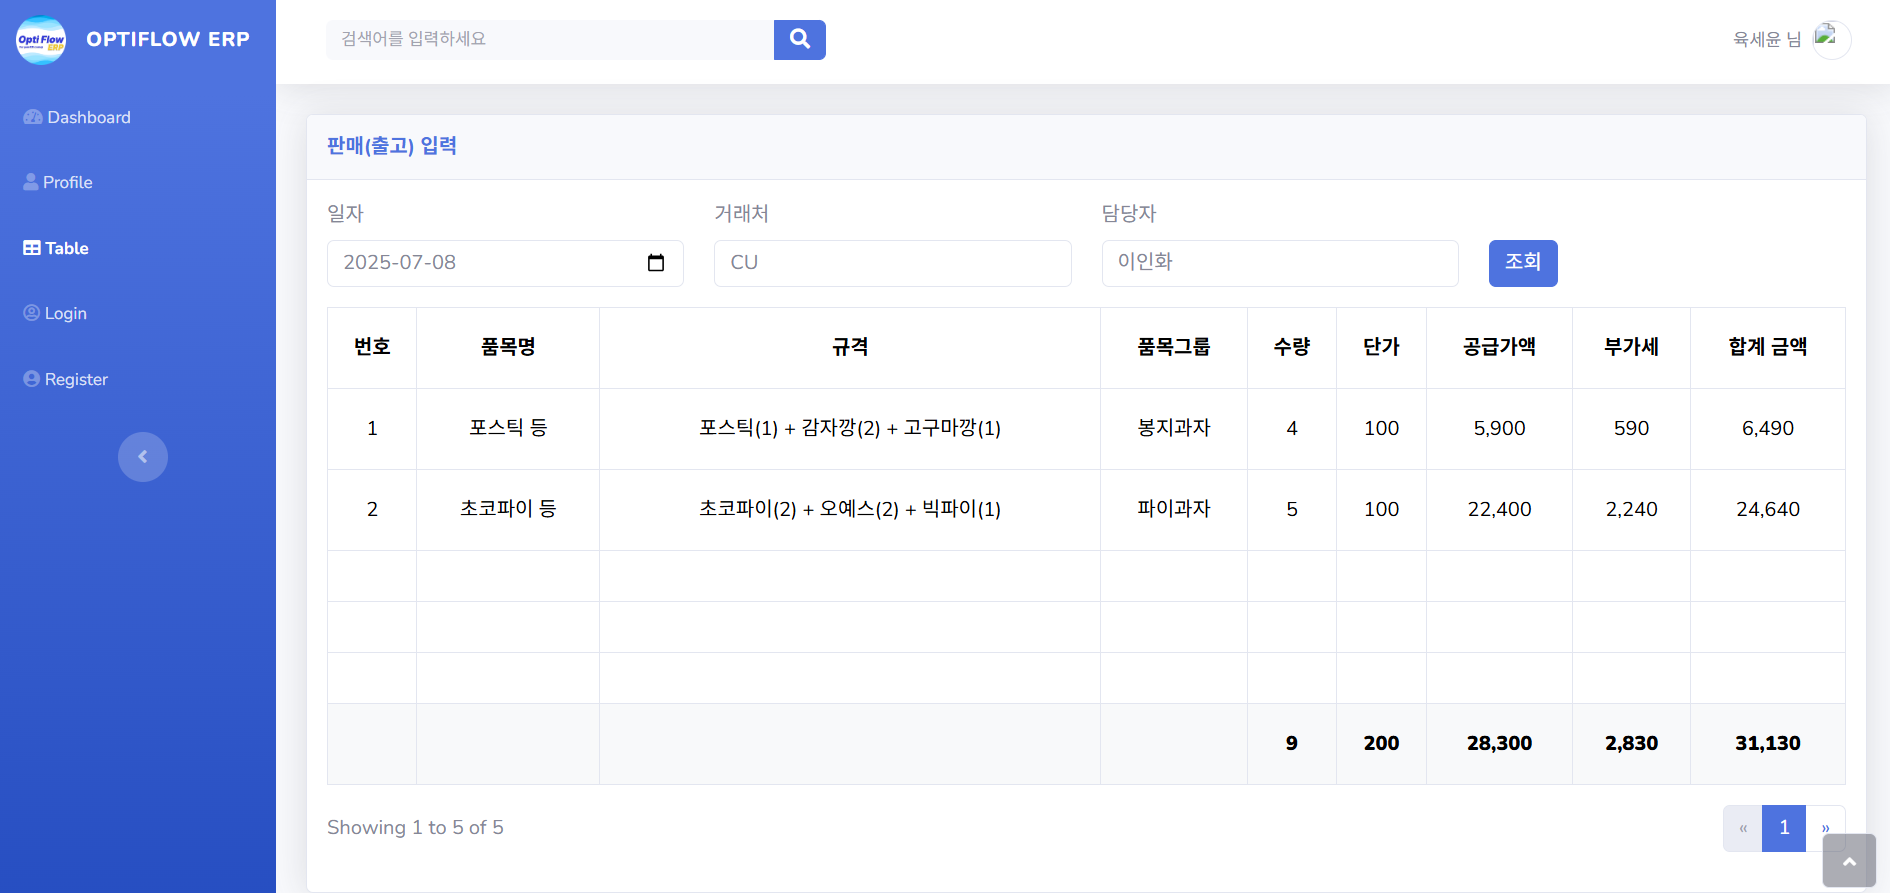 Opti Flow
ERP
OPTIFLOW ERP
Dashboard
Profile
Table
Login
Register
검색어를 입력하세요
육세윤 님
판매(출고) 입력
일자 거래처 담당자
2025-07-08 CU 이인화 조회
번호 품목명 규격 품목그룹 수량 단가 공급가액 부가세 합계 금액
1 포스틱 등 포스틱(1) + 감자깡(2) + 고구마깡(1) 봉지과자 4 100 5,900 590 6,490
2 초코파이 등 초코파이(2) + 오예스(2) + 빅파이(1) 파이과자 5 100 22,400 2,240 24,640
9 200 28,300 2,830 31,130
Showing 1 to 5 of 5
« 1 »